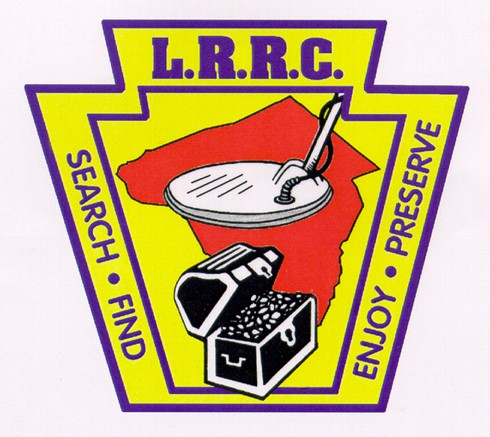 L.R.R.C.
SEARCH • FIND
ENJOY • PRESERVE